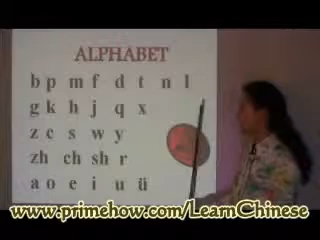 ALPHABET
b p m f d t n l
g k h j q x
z c s w y
zh ch sh r
a o e i u ü
www.primehow.com/LearnChinese